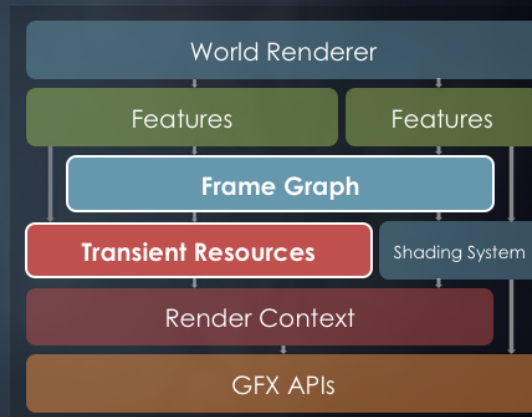 World Renderer
Features
Features
Frame Graph
Transient Resources
Shading System
Render Context
GFX APIs